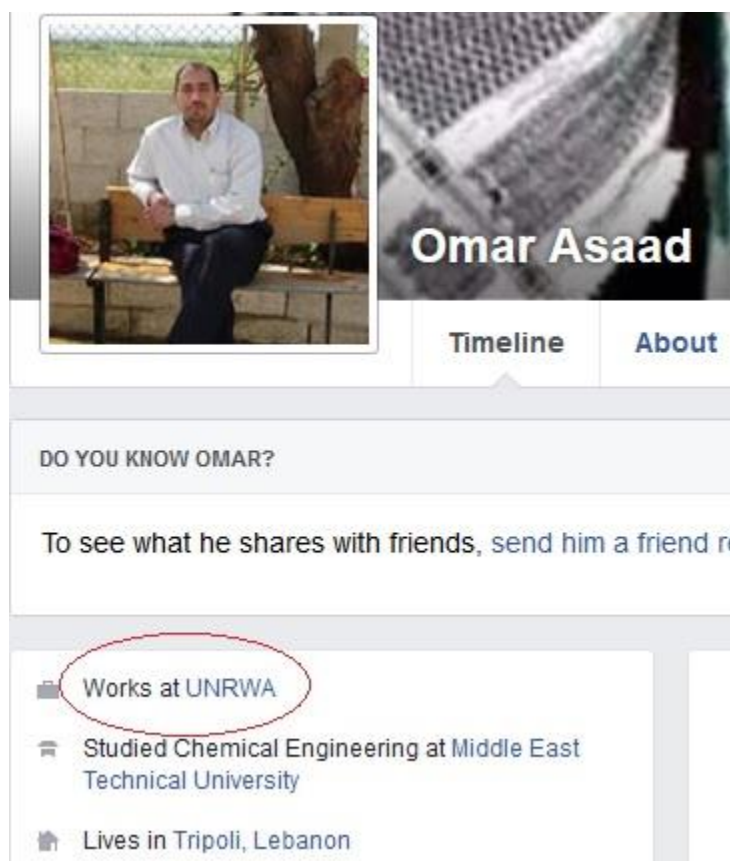 Omar Asaad
Timeline About
DO YOU KNOW OMAR?
To see what he shares with friends, send him a friend
Works at UNRWA
Studied Chemical Engineering at Middle East
Technical University
Lives in Tripoli, Lebanon